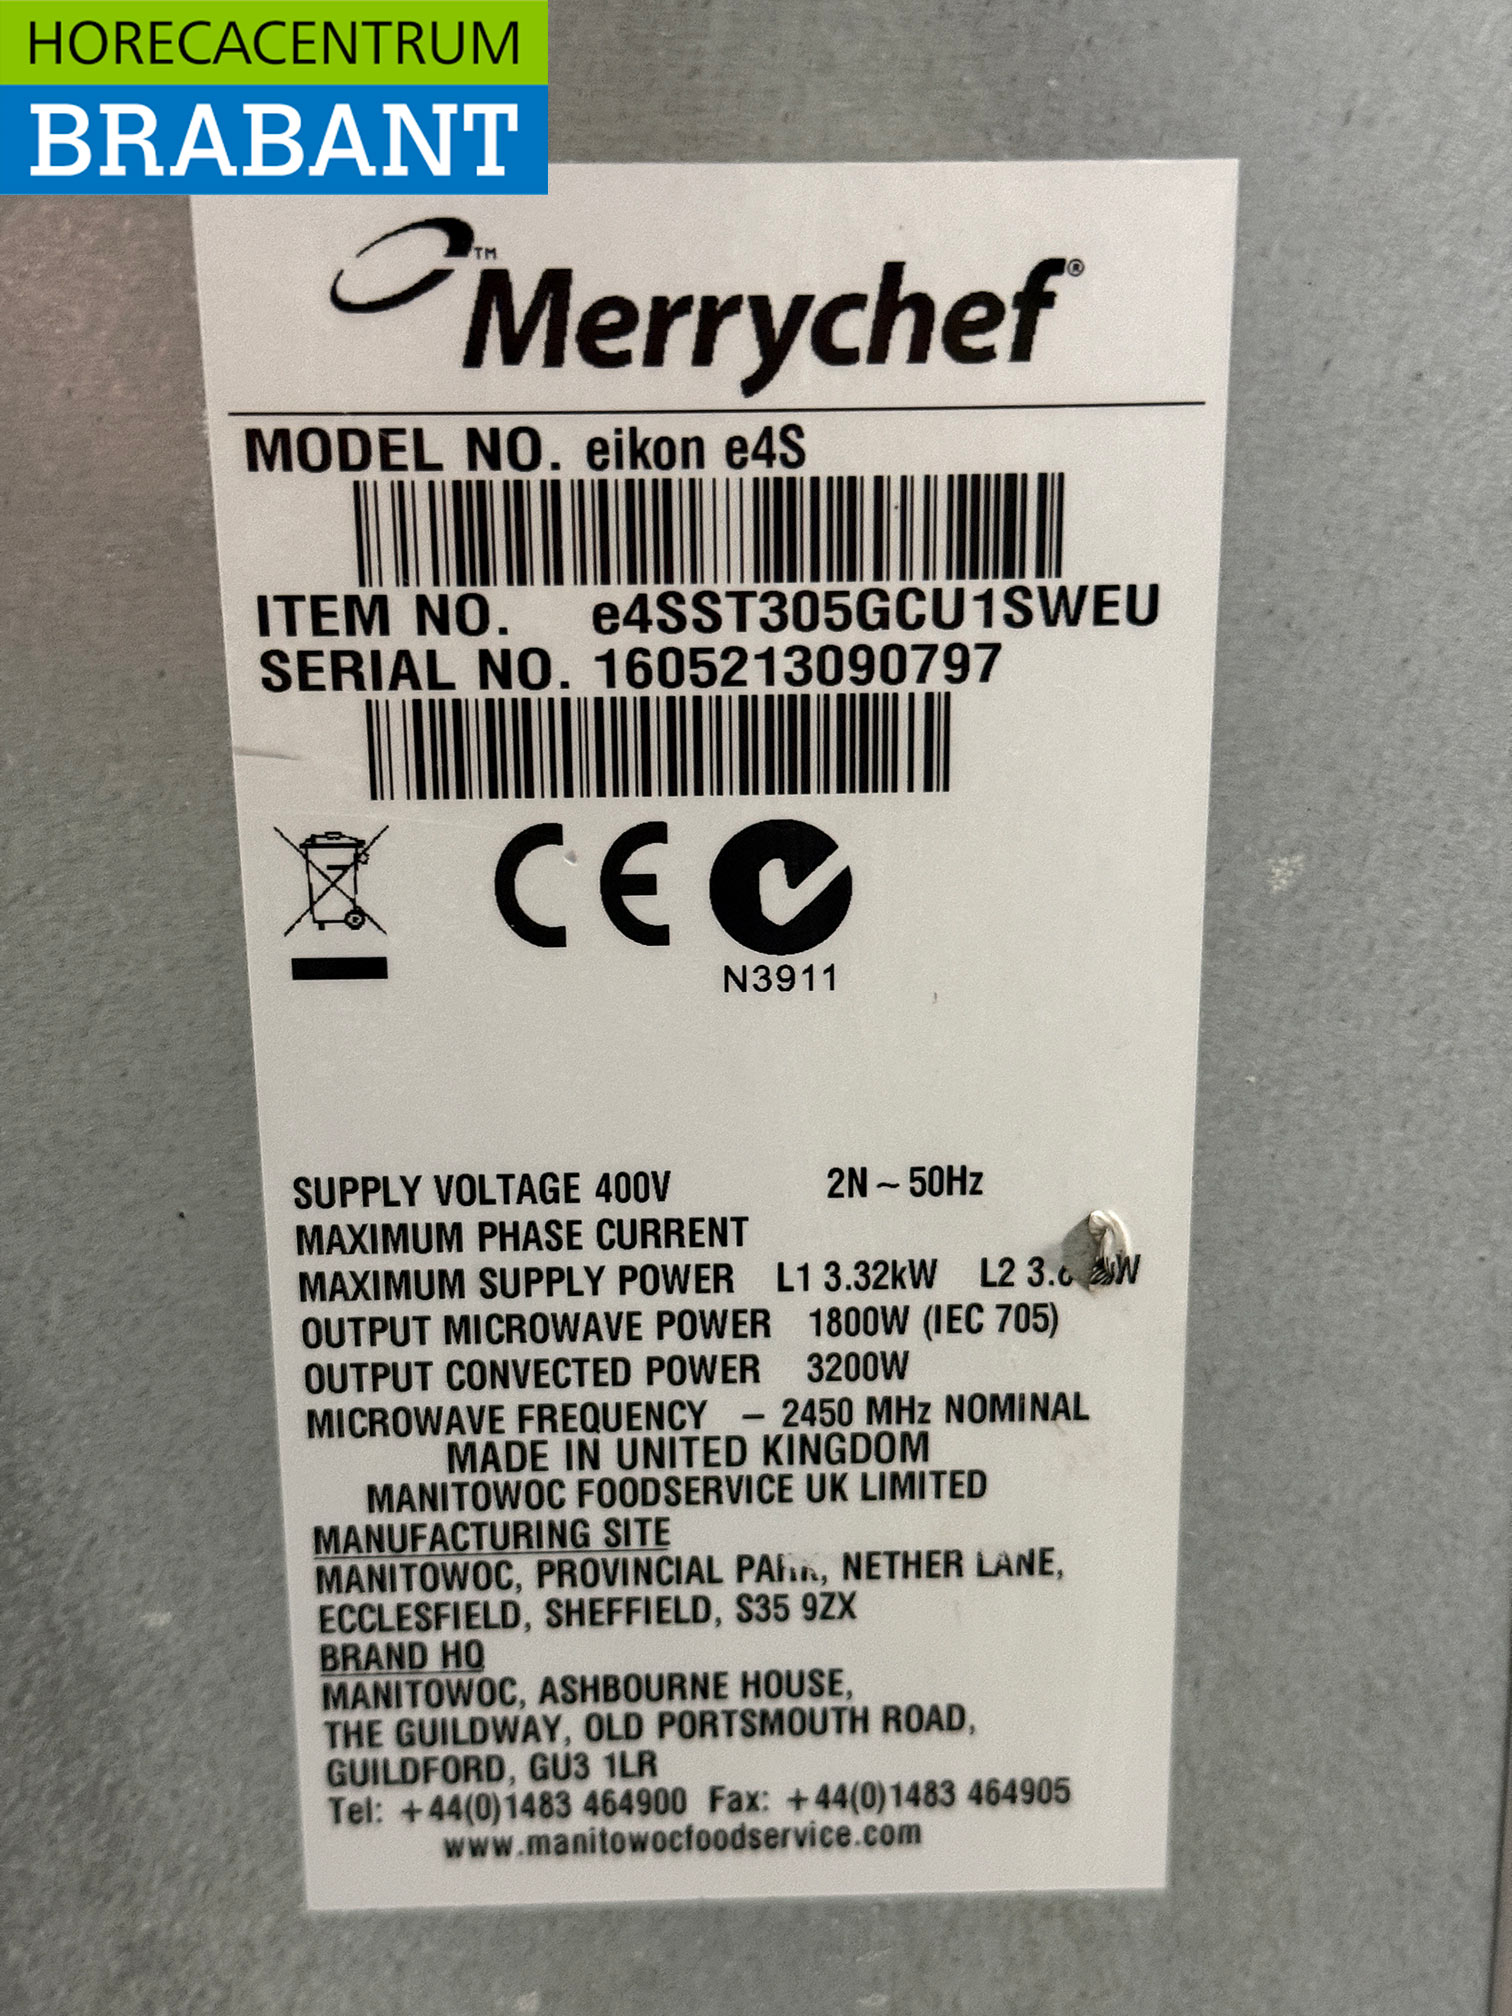 HORECACENTRUM
BRABANT
™
Merrychef®
MODEL NO. eikon e4S
ITEM NO. e4SST305GCU1SWEU
SERIAL NO. 1605213090797
CE
N3911
SUPPLY VOLTAGE 400V 2N ~ 50Hz
MAXIMUM PHASE CURRENT
MAXIMUM SUPPLY POWER L1 3.32kW L2
OUTPUT MICROWAVE POWER 1800W (IEC 705)
OUTPUT CONVECTED POWER 3200W
MICROWAVE FREQUENCY – 2450 MHz NOMINAL
MADE IN UNITED KINGDOM
MANITOWOC FOODSERVICE UK LIMITED
MANUFACTURING SITE
MANITOWOC, PROVINCIAL PARK, NETHER LANE,
ECCLESFIELD, SHEFFIELD, S35 9ZX
BRAND HQ
MANITOWOC, ASHBOURNE HOUSE,
THE GUILDWAY, OLD PORTSMOUTH ROAD,
GUILDFORD, GU3 1LR
Tel: +44(0)1483 464900 Fax: +44(0)1483 464905
www.manitowocfoodservice.com